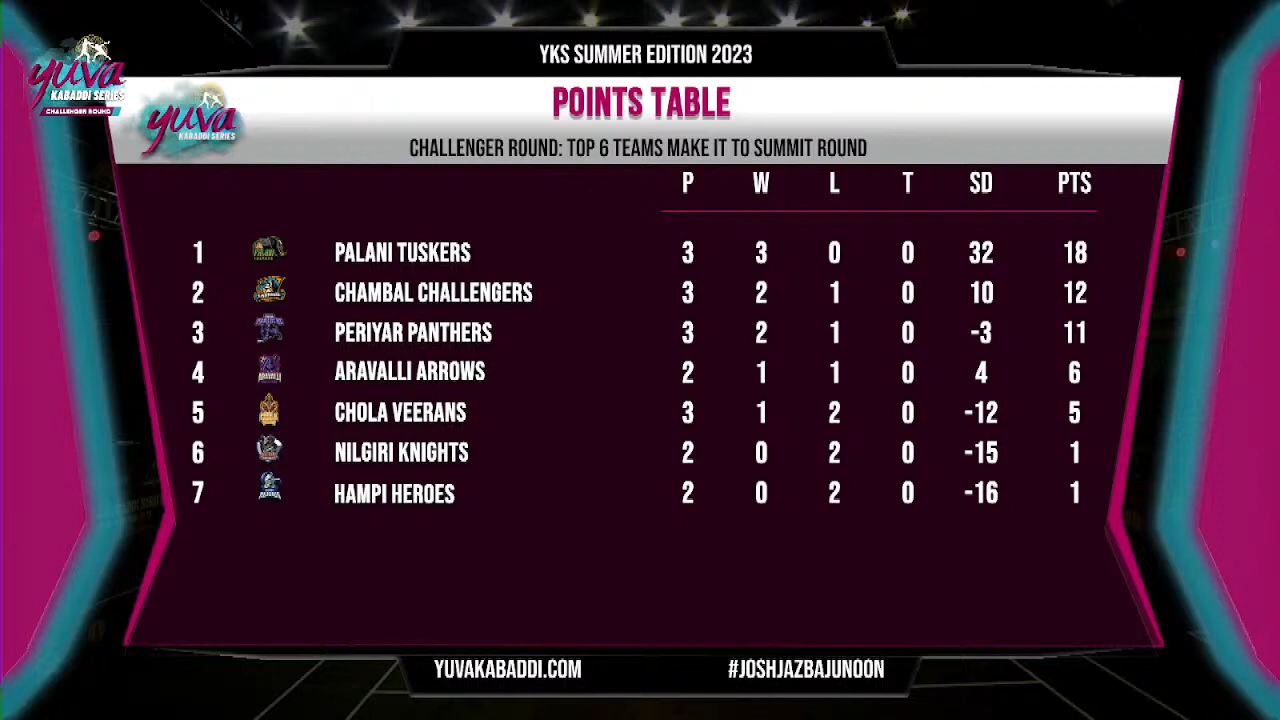 YKS SUMMER EDITION 2023
yuva
KABADDI SERIES
CHALLENGER ROUND
yuva
KABADDI SERIES
POINTS TABLE
CHALLENGER ROUND: TOP 6 TEAMS MAKE IT TO SUMMIT ROUND
P W L T SD PTS
1 PALANI TUSKERS 3 3 0 0 32 18
2 CHAMBAL CHALLENGERS 3 2 1 0 10 12
3 PERIYAR PANTHERS 3 2 1 0 -3 11
4 ARAVALLI ARROWS 2 1 1 0 4 6
5 CHOLA VEERANS 3 1 2 0 -12 5
6 NILGIRI KNIGHTS 2 0 2 0 -15 1
7 HAMPI HEROES 2 0 2 0 -16 1
YUVAKABADDI.COM #JOSHJAZBAJUNOON